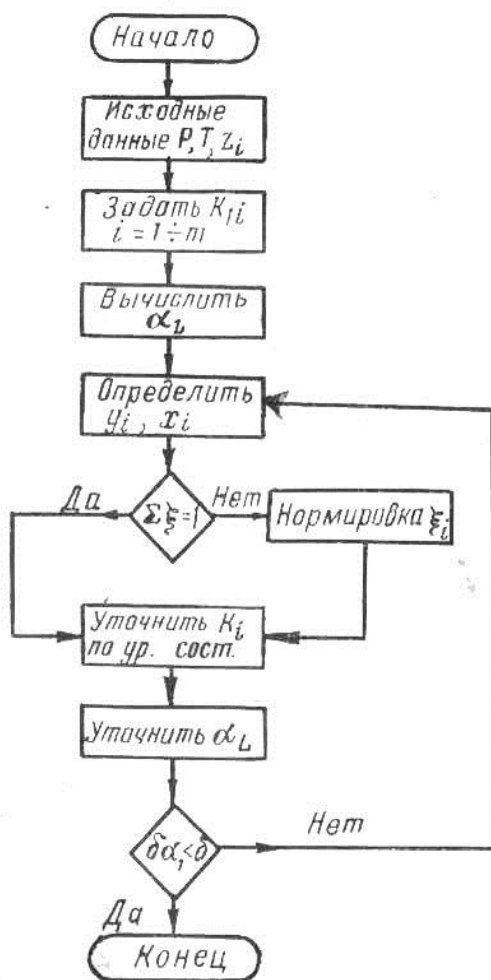 Начало
Исходные
данные P, T, Zi
Задать K1i
i = 1÷m
Вычислить
αL
Определить
yi, xi
Да
Σξ=1
Нет
Нормировка ξi
Уточнить Ki
по ур. сост.
Уточнить αL
δα1<δ
Нет
Да
Конец